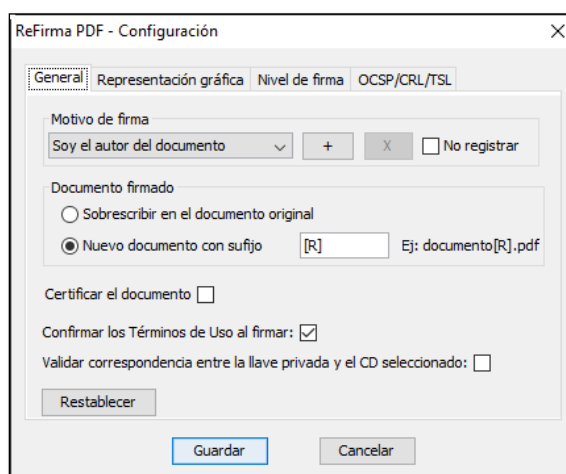 ReFirma PDF - Configuración
General Representación gráfica Nivel de firma OCSP/CRL/TSL
Motivo de firma
Soy el autor del documento + X No registrar
Documento firmado
Sobrescribir en el documento original
Nuevo documento con sufijo [R] Ej: documento[R].pdf
Certificar el documento
Confirmar los Términos de Uso al firmar:
Validar correspondencia entre la llave privada y el CD seleccionado:
Restablecer
Guardar Cancelar